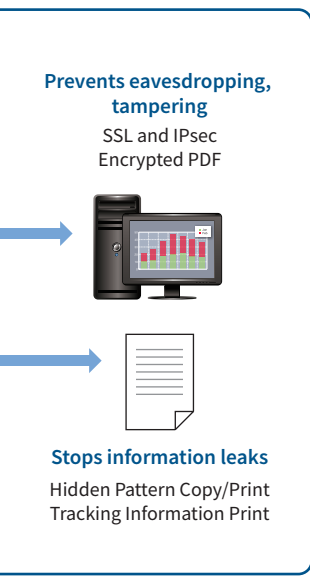 Prevents eavesdropping,
tampering
SSL and IPsec
Encrypted PDF
Stops information leaks
Hidden Pattern Copy/Print
Tracking Information Print